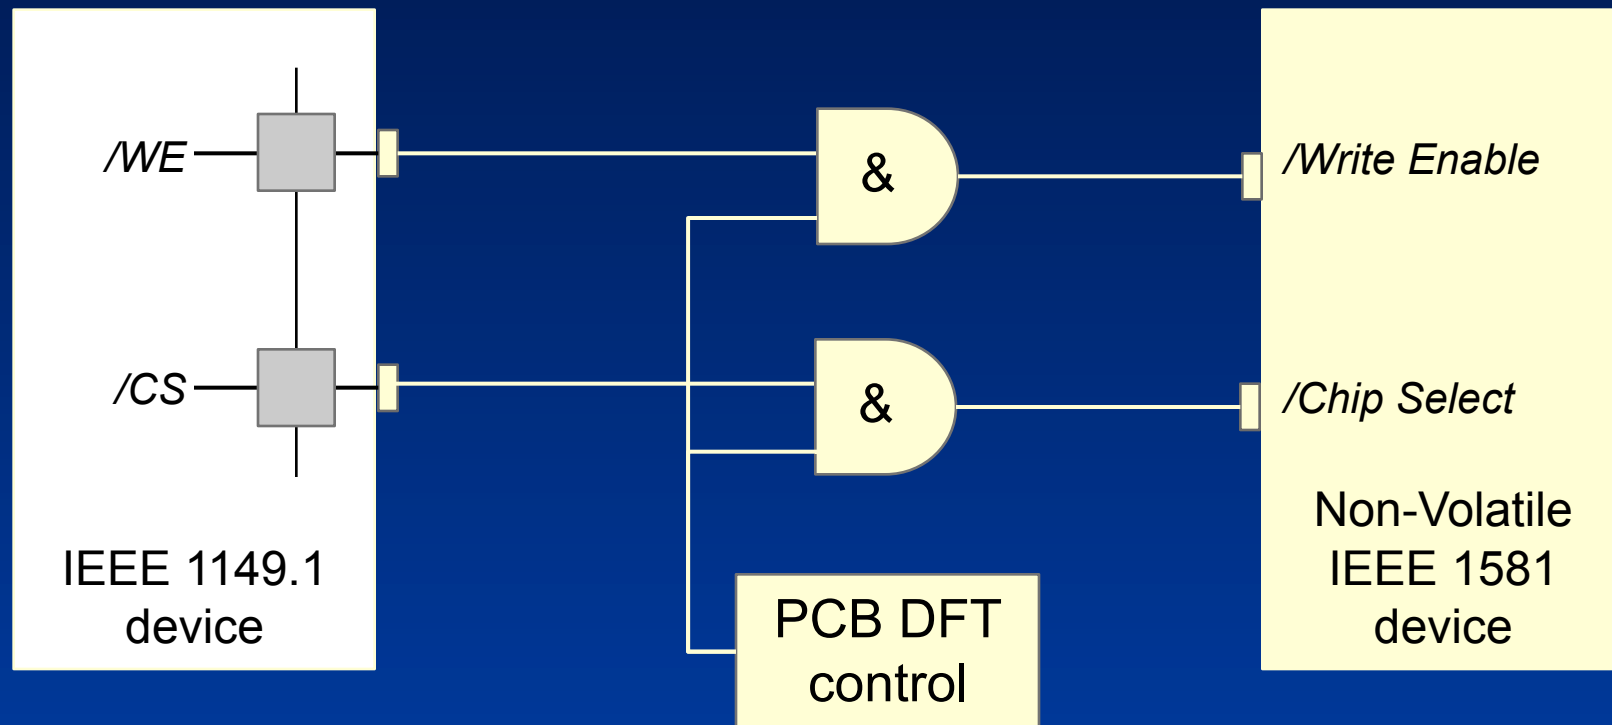 /WE
&
/Write Enable
/CS
&
/Chip Select
IEEE 1149.1
device
PCB DFT
control
Non-Volatile
IEEE 1581
device